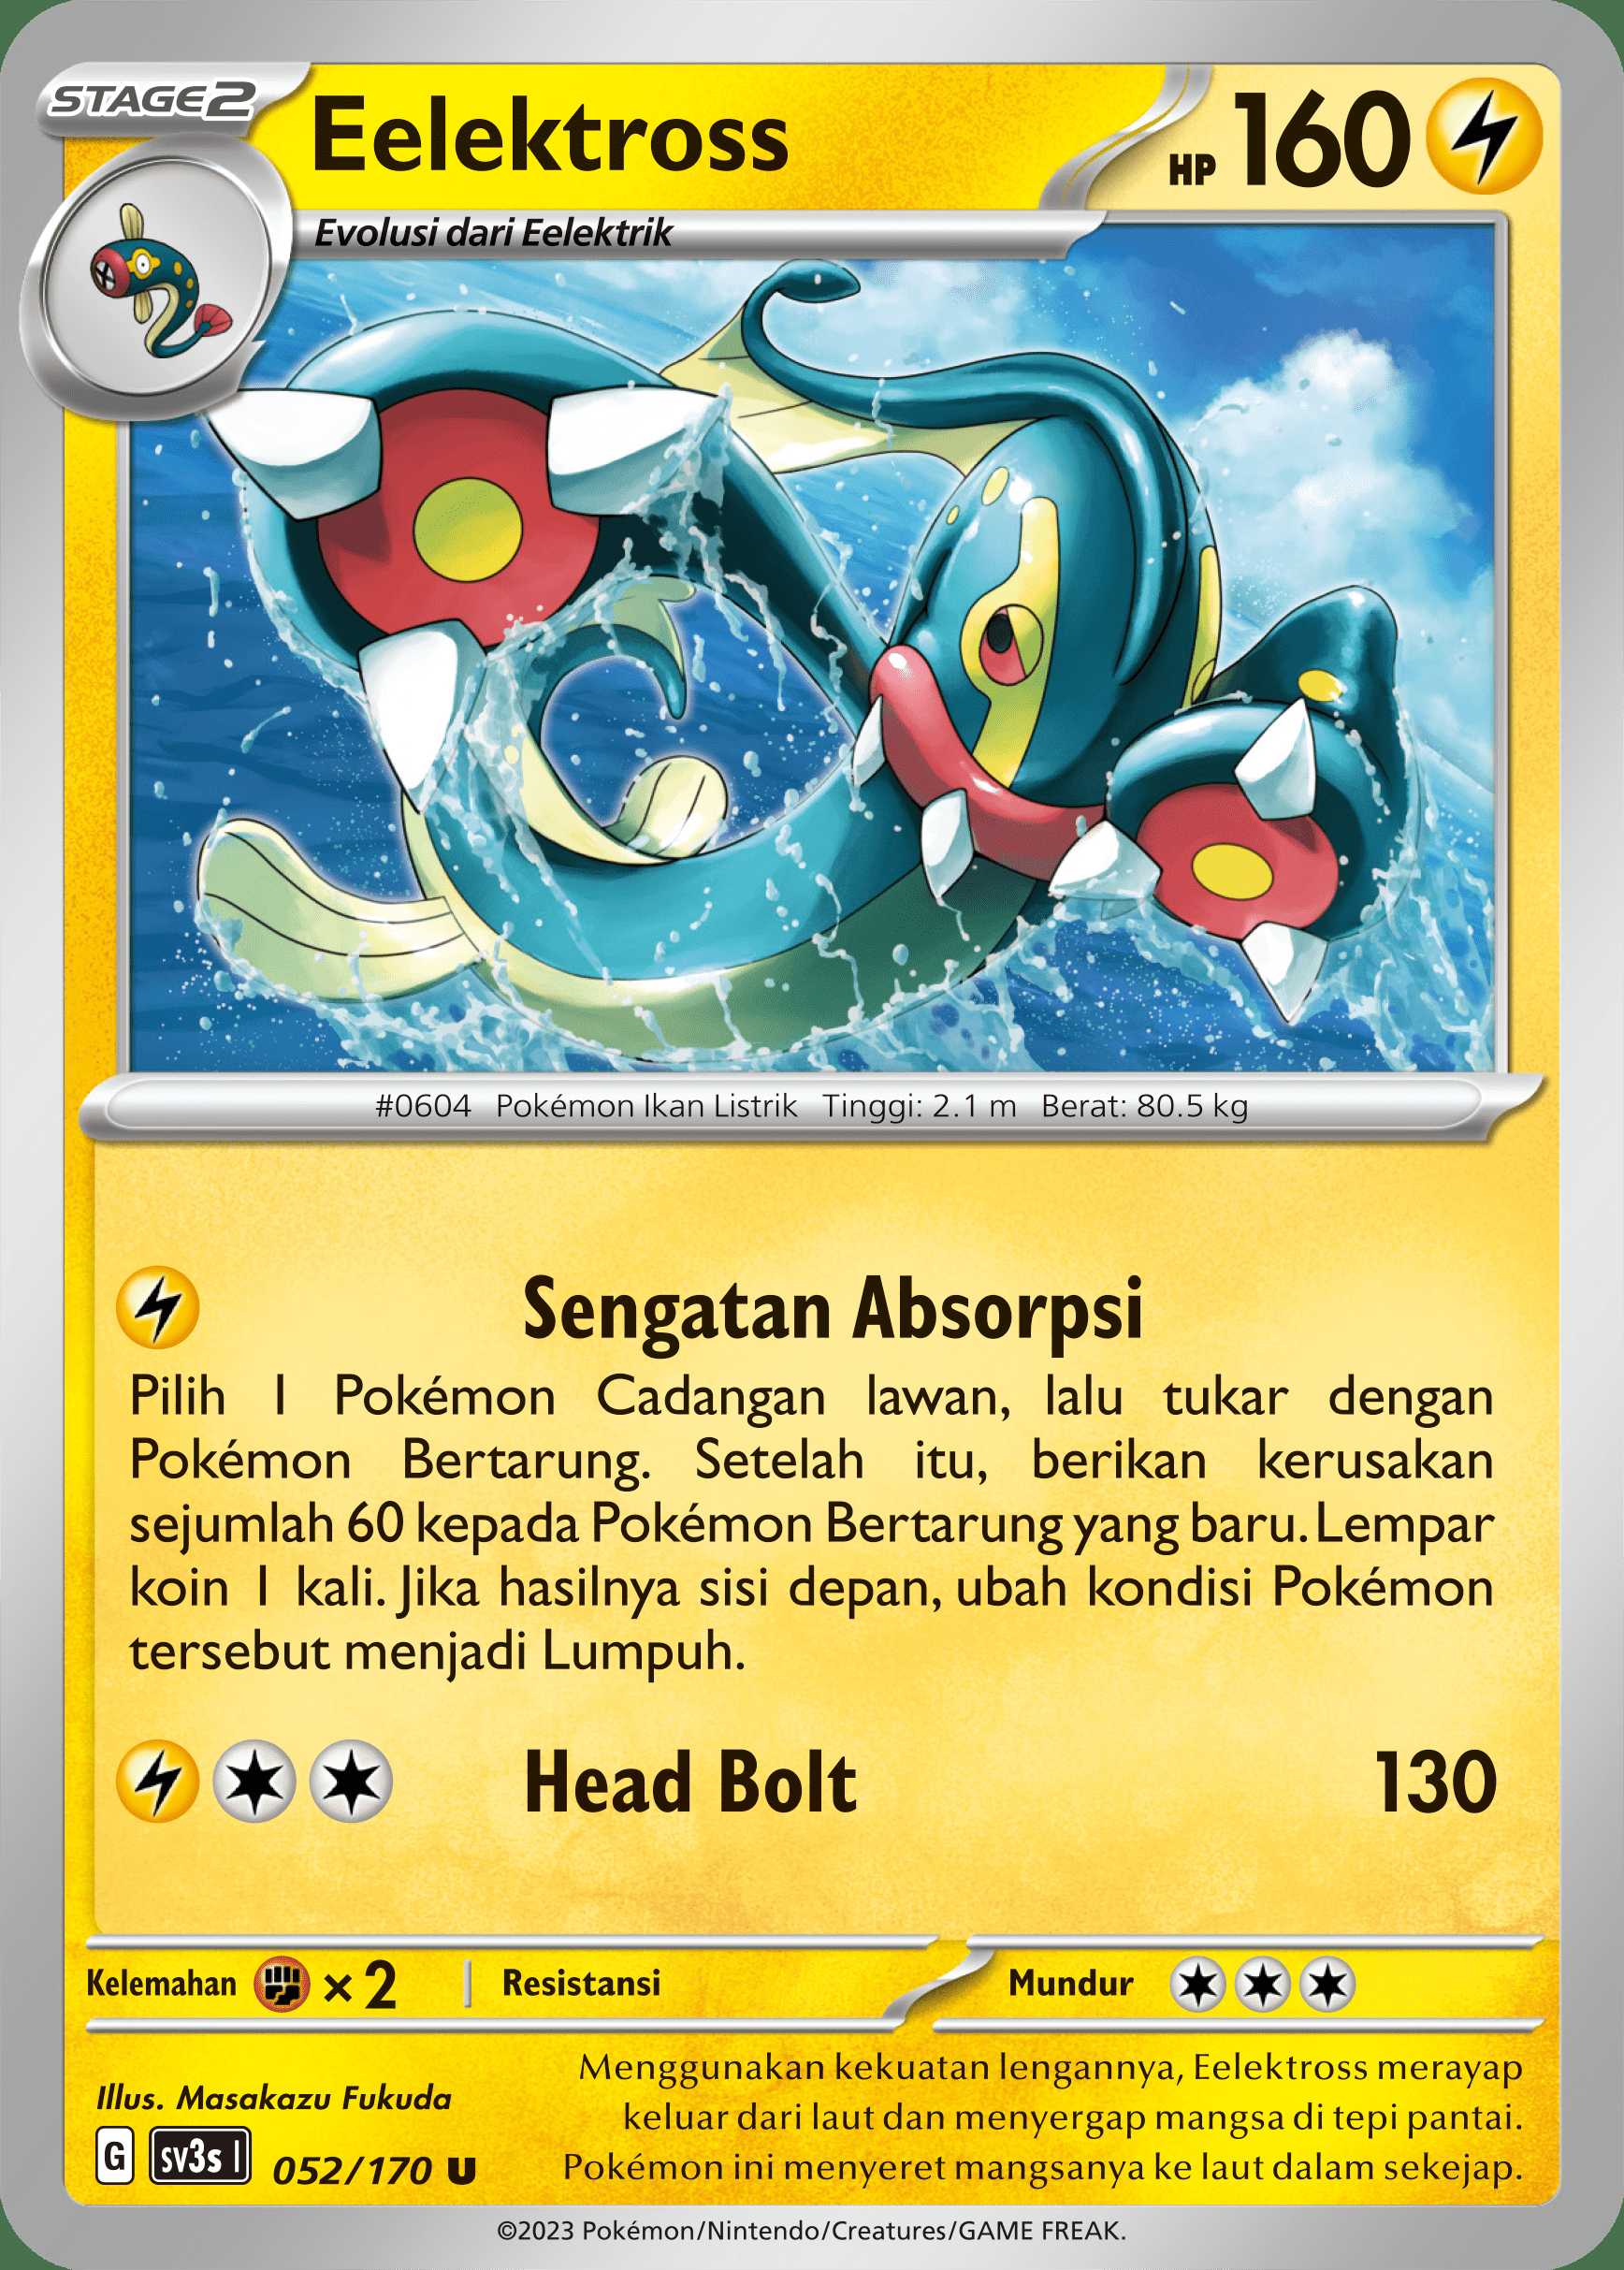 STAGE2
Eelektross
HP 160
Evolusi dari Eelektrik
#0604 Pokémon Ikan Listrik Tinggi: 2.1 m Berat: 80.5 kg
Sengatan Absorpsi
Pilih 1 Pokémon Cadangan lawan, lalu tukar dengan
Pokémon Bertarung. Setelah itu, berikan kerusakan
sejumlah 60 kepada Pokémon Bertarung yang baru. Lempar
koin 1 kali. Jika hasilnya sisi depan, ubah kondisi Pokémon
tersebut menjadi Lumpuh.
Head Bolt 130
Kelemahan ×2 | Resistansi Mundur
Menggunakan kekuatan lengannya, Eelektross merayap
keluar dari laut dan menyergap mangsa di tepi pantai.
Pokémon ini menyeret mangsanya ke laut dalam sekejap.
Illus. Masakazu Fukuda
G sv3s I 052/170 U
©2023 Pokémon/Nintendo/Creatures/GAME FREAK.